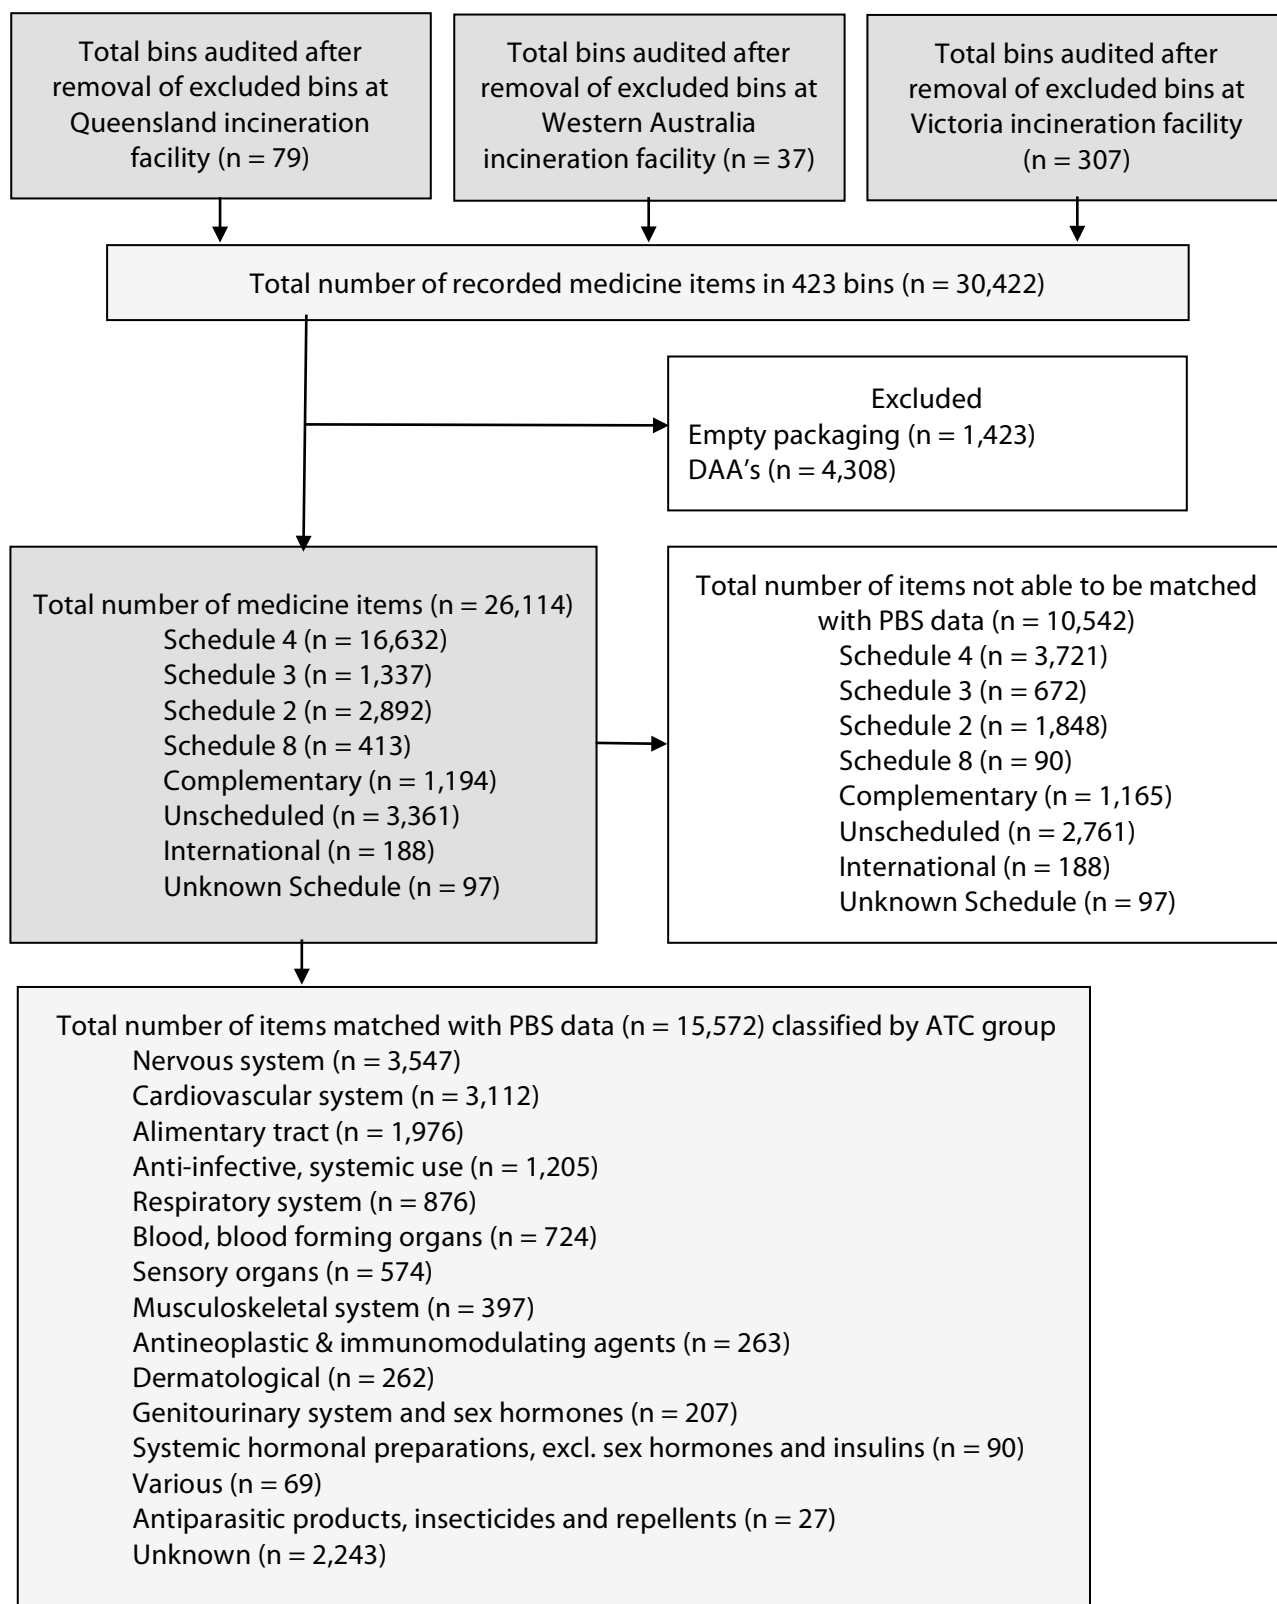 Total bins audited after
removal of excluded bins at
Queensland incineration
facility (n = 79)
Total bins audited after
removal of excluded bins at
Western Australia
incineration facility (n = 37)
Total bins audited after
removal of excluded bins at
Victoria incineration facility
(n = 307)
Total number of recorded medicine items in 423 bins (n = 30,422)
Excluded
Empty packaging (n = 1,423)
DAA's (n = 4,308)
Total number of medicine items (n = 26,114)
Schedule 4 (n = 16,632)
Schedule 3 (n = 1,337)
Schedule 2 (n = 2,892)
Schedule 8 (n = 413)
Complementary (n = 1,194)
Unscheduled (n = 3,361)
International (n = 188)
Unknown Schedule (n = 97)
Total number of items not able to be matched
with PBS data (n = 10,542)
Schedule 4 (n = 3,721)
Schedule 3 (n = 672)
Schedule 2 (n = 1,848)
Schedule 8 (n = 90)
Complementary (n = 1,165)
Unscheduled (n = 2,761)
International (n = 188)
Unknown Schedule (n = 97)
Total number of items matched with PBS data (n = 15,572) classified by ATC group
Nervous system (n = 3,547)
Cardiovascular system (n = 3,112)
Alimentary tract (n = 1,976)
Anti-infective, systemic use (n = 1,205)
Respiratory system (n = 876)
Blood, blood forming organs (n = 724)
Sensory organs (n = 574)
Musculoskeletal system (n = 397)
Antineoplastic & immunomodulating agents (n = 263)
Dermatological (n = 262)
Genitourinary system and sex hormones (n = 207)
Systemic hormonal preparations, excl. sex hormones and insulins (n = 90)
Various (n = 69)
Antiparasitic products, insecticides and repellents (n = 27)
Unknown (n = 2,243)